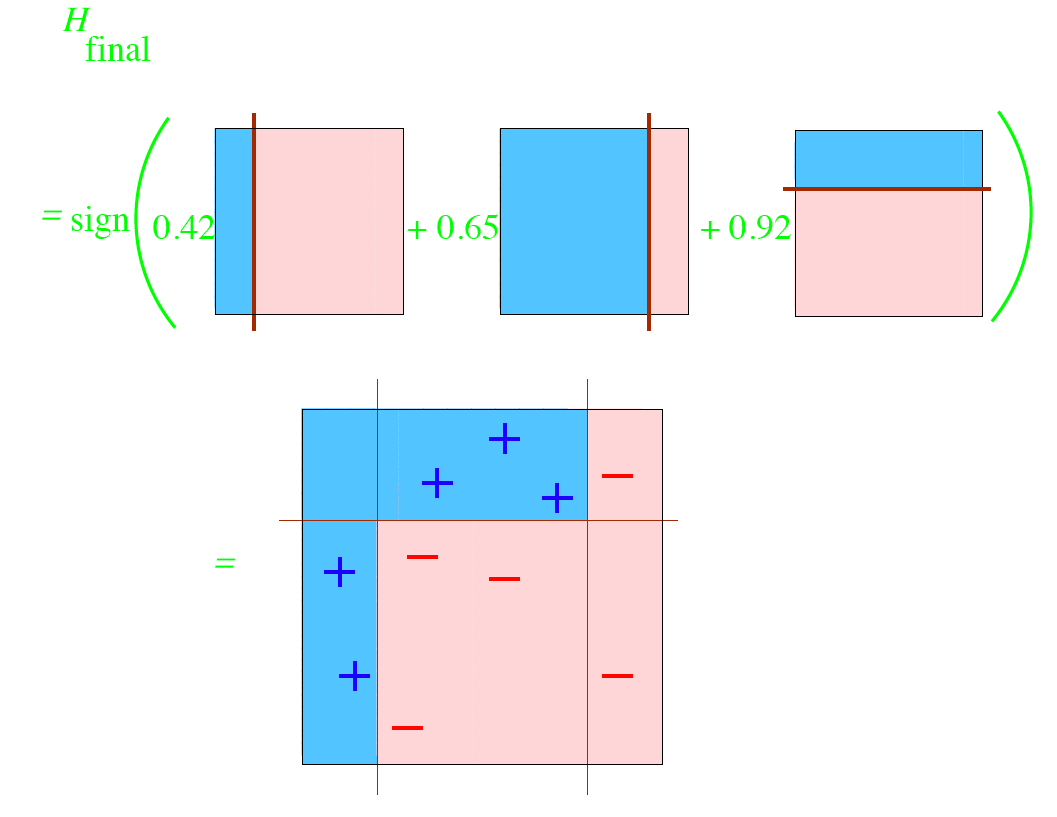 H
final
= sign( 0.42 + 0.65 + 0.92 )
+
+ + −
=
+ − −
+ −
−